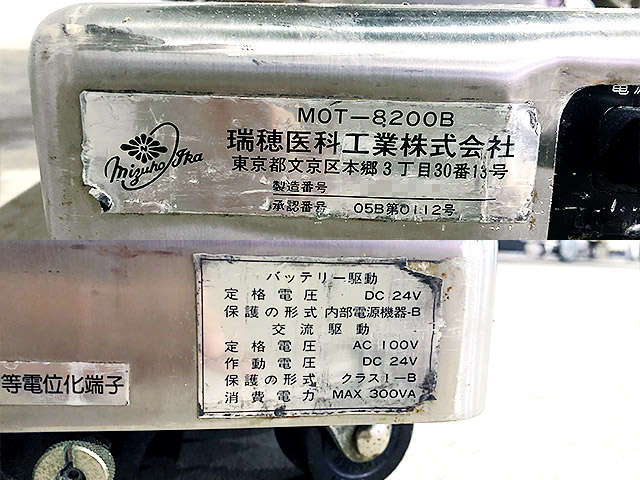 電源
MOT-8200B
Mizuho Ika
瑞穂医科工業株式会社
東京都文京区本郷3丁目30番13号
製造番号
承認番号 05B第0112号
バッテリー駆動
定格電圧 DC 24V
保護の形式 内部電源機器-B
交流駆動
定格電圧 AC 100V
作動電圧 DC 24V
保護の形式 クラスI-B
消費電力 MAX 300VA
等電位化端子